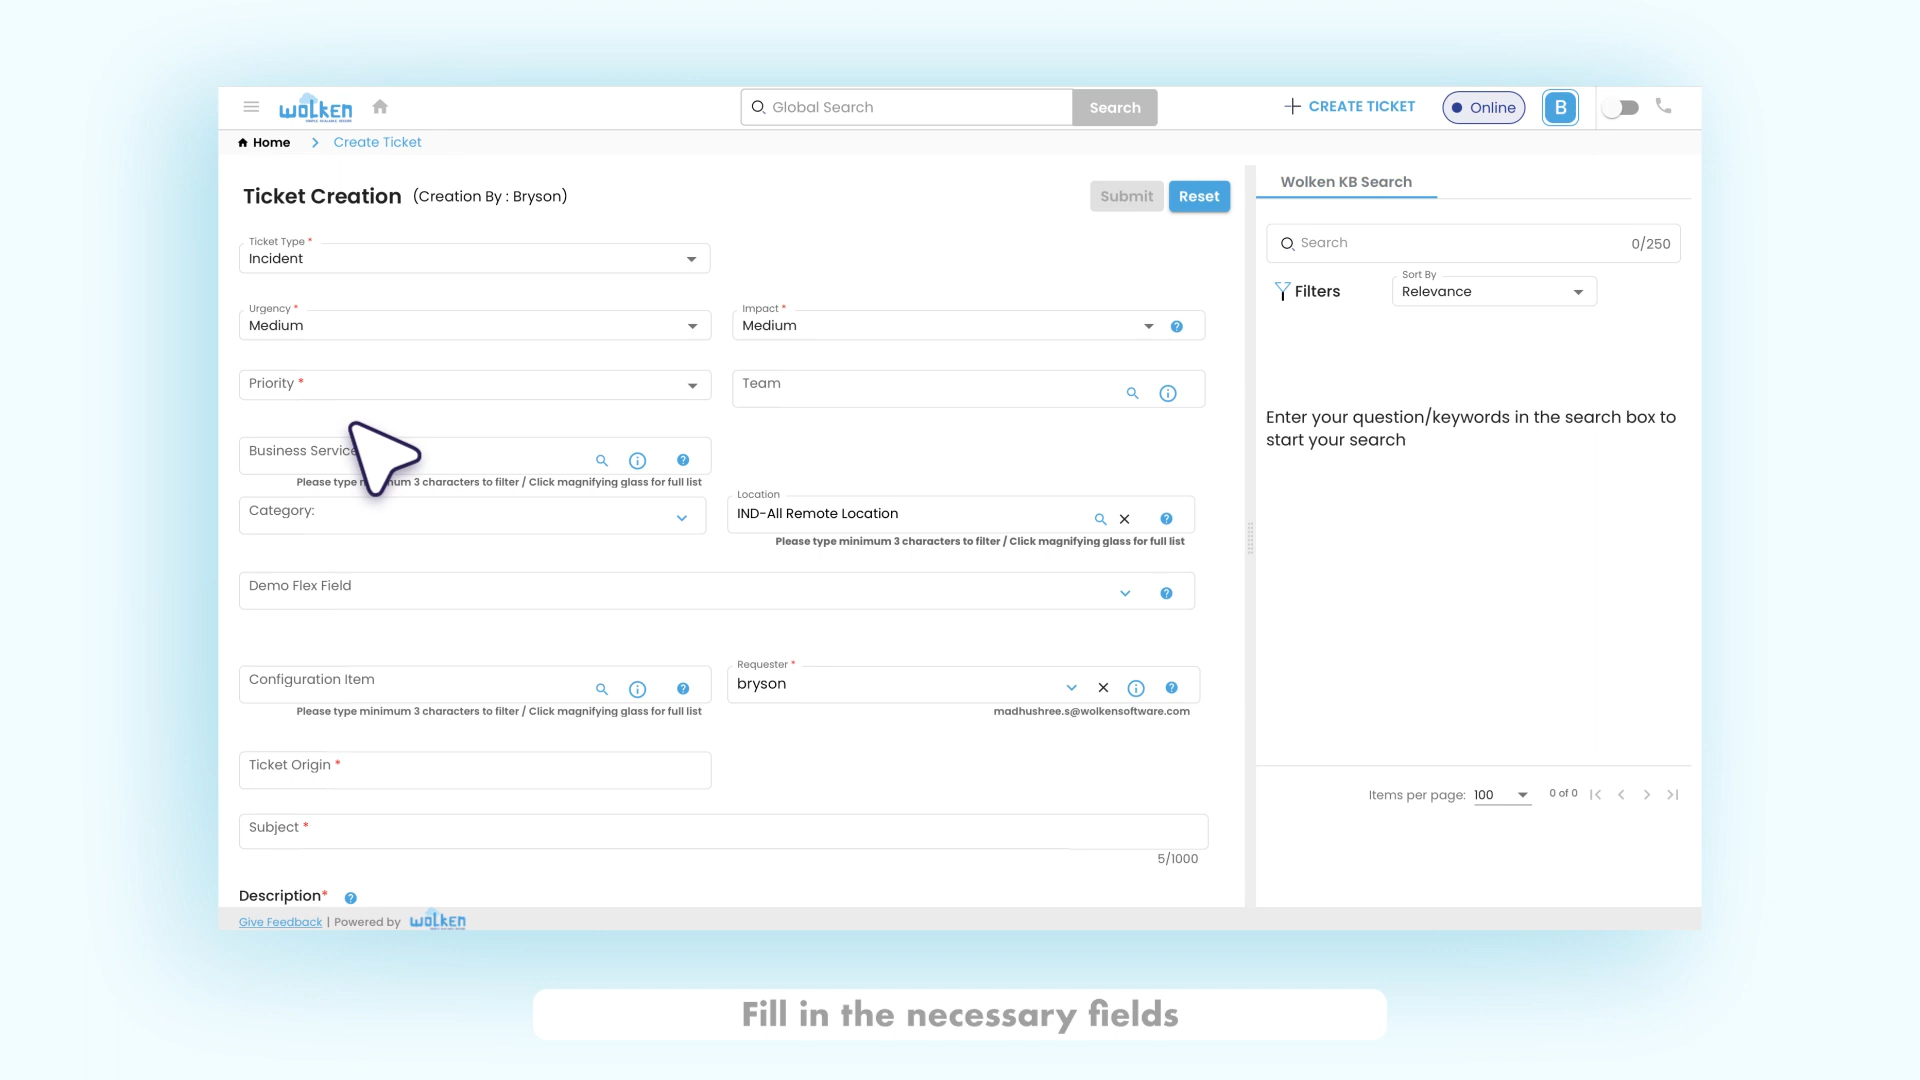 wolken
Global Search
Search
CREATE TICKET
Online
B
Home
Create Ticket
Ticket Creation (Creation By : Bryson)
Submit
Reset
Ticket Type *
Incident
Urgency *
Medium
Impact *
Medium
Priority *
Team
Business Service
Please type m num 3 characters to filter / Click magnifying glass for full list
Category:
Location
IND-All Remote Location
Please type minimum 3 characters to filter / Click magnifying glass for full list
Demo Flex Field
Configuration Item
Please type minimum 3 characters to filter / Click magnifying glass for full list
Requester *
bryson
madhushree.s@wolkensoftware.com
Ticket Origin *
Subject *
5/1000
Description*
Give Feedback | Powered by wolken
Wolken KB Search
Search
0/250
Filters
Sort By
Relevance
Enter your question/keywords in the search box to
start your search
Items per page: 100
0 of 0
Fill in the necessary fields